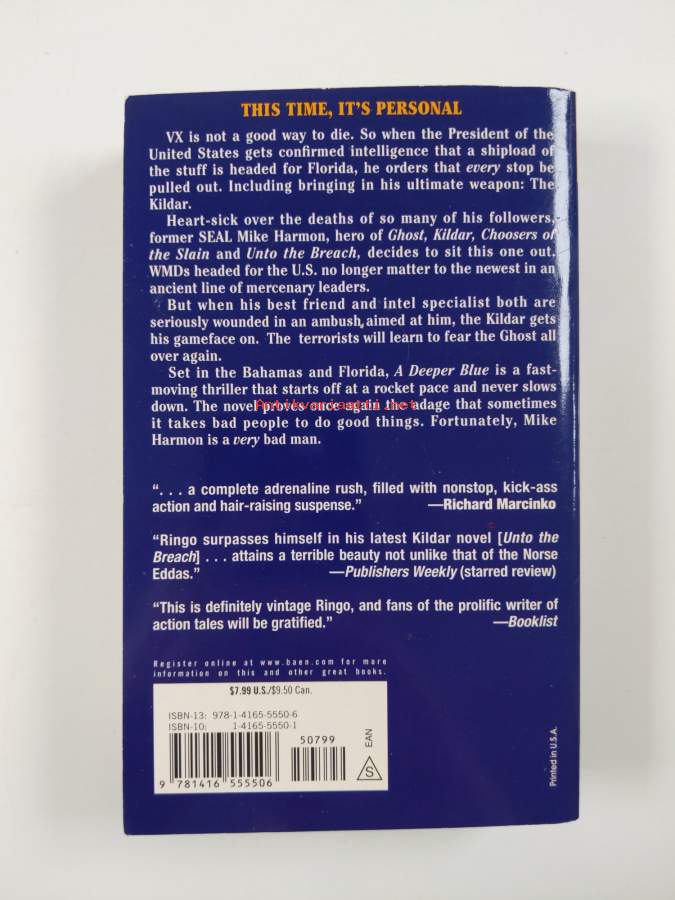 THIS TIME, IT'S PERSONAL
VX is not a good way to die. So when the President of the
United States gets confirmed intelligence that a shipload of
the stuff is headed for Florida, he orders that every stop be
pulled out. Including bringing in his ultimate weapon: The
Kildar.
Heart-sick over the deaths of so many of his followers,
former SEAL Mike Harmon, hero of Ghost, Kildar, Choosers of
the Slain and Unto the Breach, decides to sit this one out.
WMDs headed for the U.S. no longer matter to the newest in an
ancient line of mercenary leaders.
But when his best friend and intel specialist both are
seriously wounded in an ambush aimed at him, the Kildar gets
his gameface on. The terrorists will learn to fear the Ghost all
over again.
Set in the Bahamas and Florida, A Deeper Blue is a fast-
moving thriller that starts off at a rocket pace and never slows
down. The novel proves once again the adage that sometimes
it takes bad people to do good things. Fortunately, Mike
Harmon is a very bad man.
". . . a complete adrenaline rush, filled with nonstop, kick-ass
action and hair-raising suspense." —Richard Marcinko
"Ringo surpasses himself in his latest Kildar novel [Unto the
Breach] . . . attains a terrible beauty not unlike that of the Norse
Eddas." —Publishers Weekly (starred review)
"This is definitely vintage Ringo, and fans of the prolific writer of
action tales will be gratified." —Booklist
Register online at www.baen.com for more
information on this and other great books.
$7.99 U.S./$9.50 Can.
ISBN-13: 978-1-4165-5550-6
ISBN-10: 1-4165-5550-1
50799
EAN
S
9 781416 555506
Printed in U.S.A.